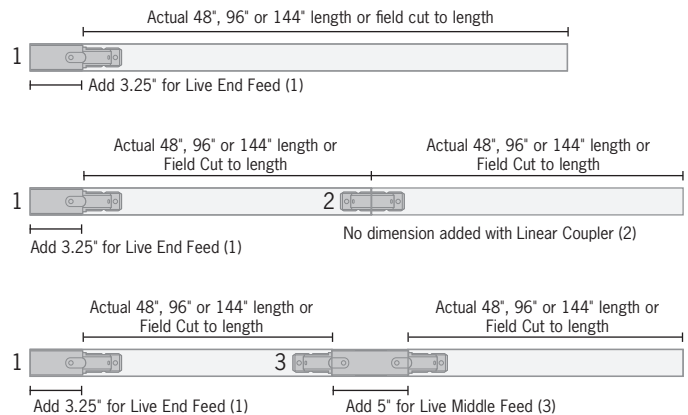 Actual 48", 96" or 144" length or field cut to length
1
Add 3.25" for Live End Feed (1)
Actual 48", 96" or 144" length or
Field Cut to length
Actual 48", 96" or 144" length or
Field Cut to length
1
2
Add 3.25" for Live End Feed (1)
No dimension added with Linear Coupler (2)
Actual 48", 96" or 144" length or
Field Cut to length
Actual 48", 96" or 144" length or
Field Cut to length
1
3
Add 3.25" for Live End Feed (1)
Add 5" for Live Middle Feed (3)